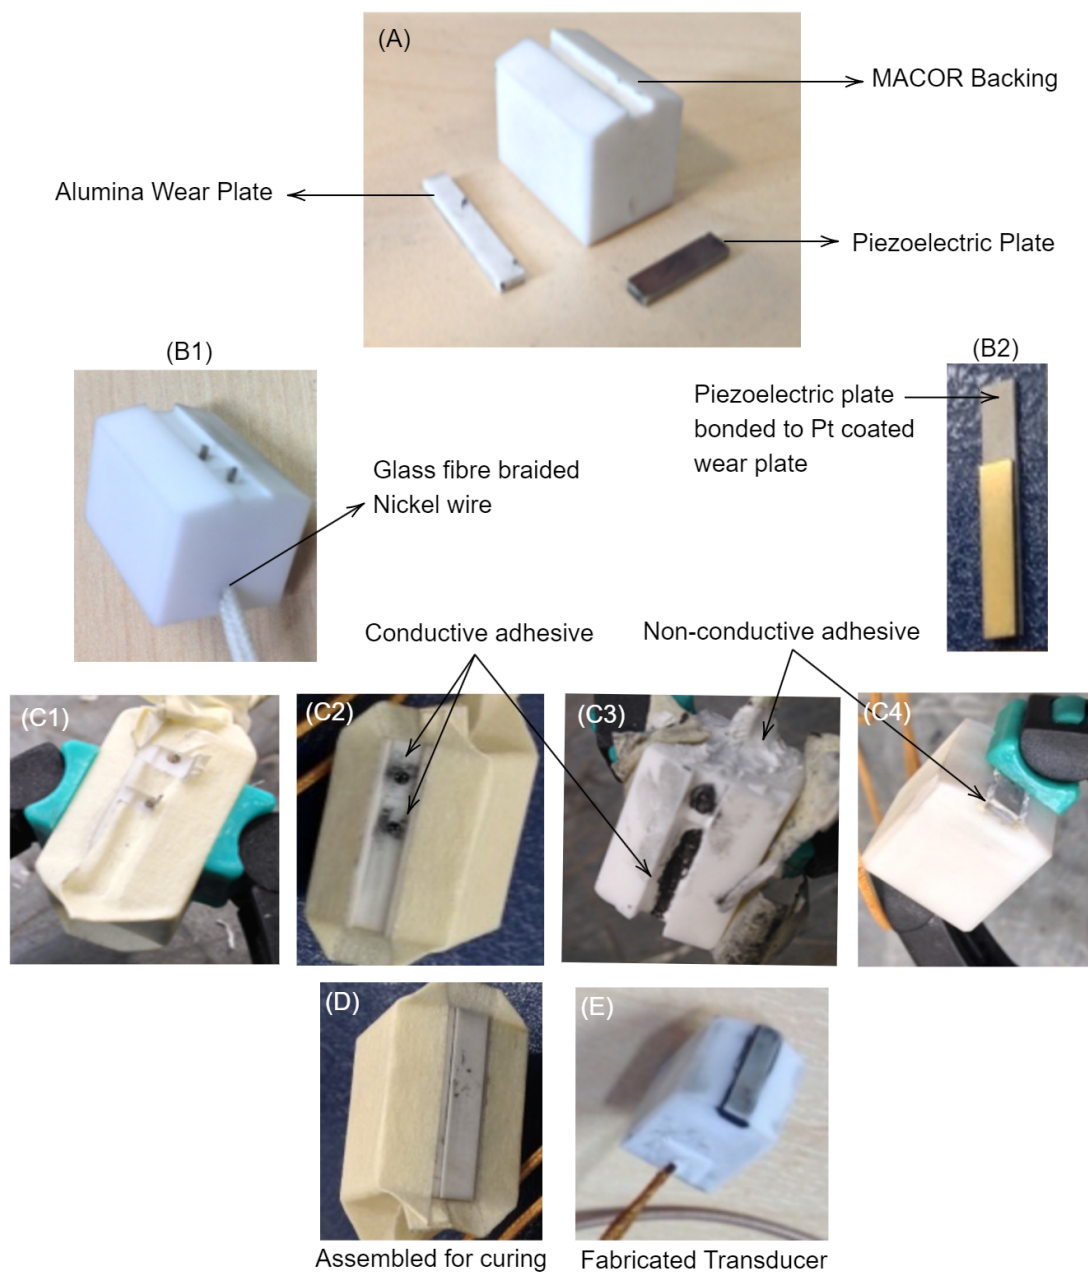 (A)
MACOR Backing
Alumina Wear Plate
Piezoelectric Plate
(B1)
(B2)
Piezoelectric plate
bonded to Pt coated
wear plate
Glass fibre braided
Nickel wire
Conductive adhesive
Non-conductive adhesive
(C1)
(C2)
(C3)
(C4)
(D)
(E)
Assembled for curing
Fabricated Transducer